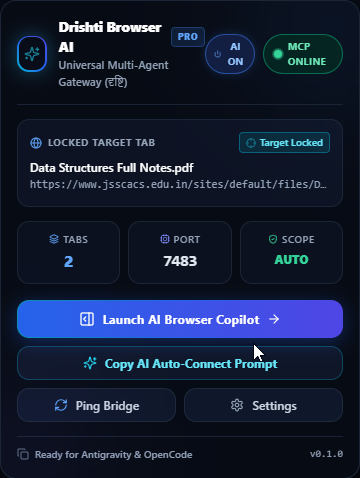 Drishti Browser
AI
PRO
AI
ON
MCP
ONLINE
Universal Multi-Agent
Gateway (दृष्टि)
LOCKED TARGET TAB
Target Locked
Data Structures Full Notes.pdf
https://www.jsscacs.edu.in/sites/default/files/D…
TABS
2
PORT
7483
SCOPE
AUTO
Launch AI Browser Copilot →
Copy AI Auto-Connect Prompt
Ping Bridge
Settings
Ready for Antigravity & OpenCode
v0.1.0